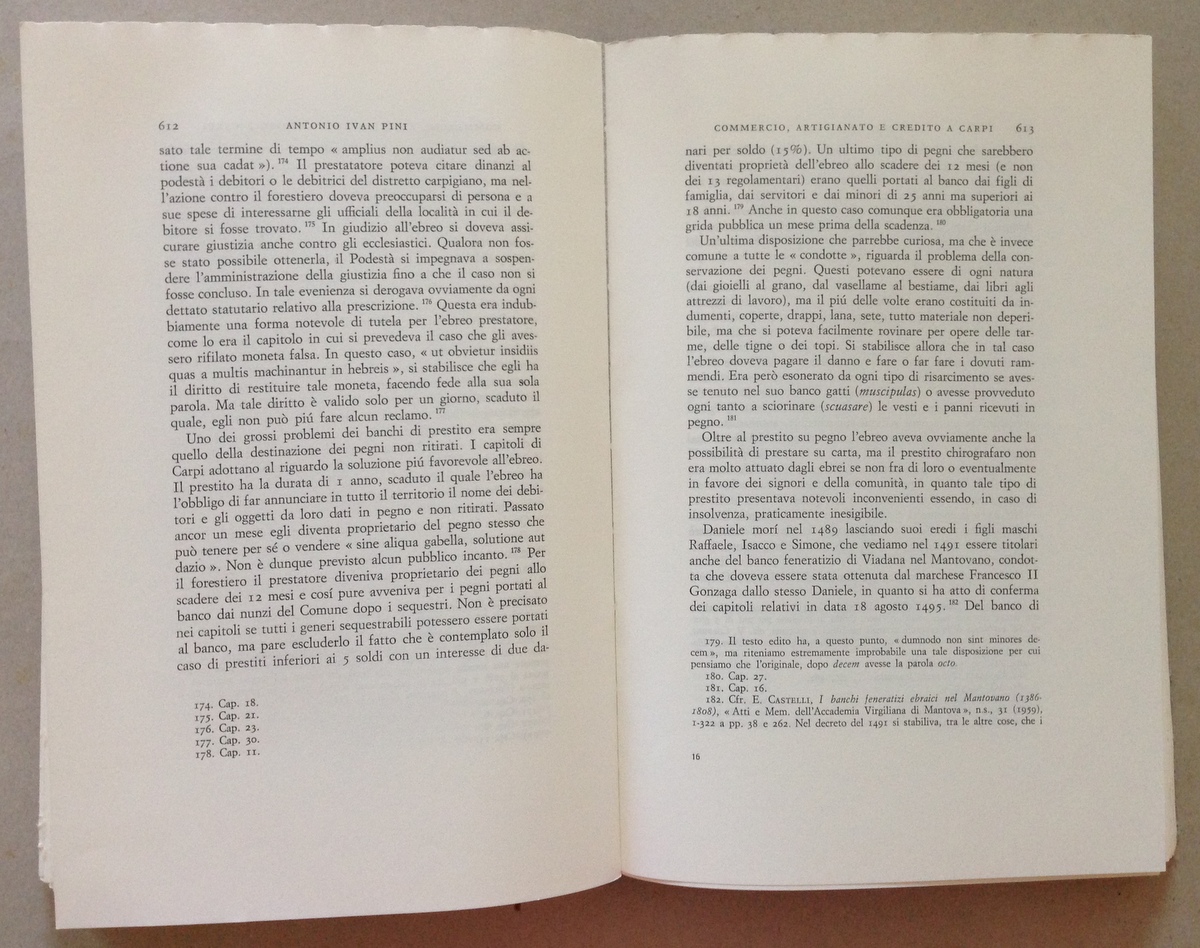 612
ANTONIO IVAN PINI
sato tale termine di tempo « amplius non audiatur sed ab ac-
tione sua cadat »). 174 Il prestatatore poteva citare dinanzi al
podestà i debitori o le debitrici del distretto carpigiano, ma nel-
l'azione contro il forestiero doveva preoccuparsi di persona e a
sue spese di interessarne gli ufficiali della località in cui il de-
bitore si fosse trovato. 175 In giudizio all'ebreo si doveva assi-
curare giustizia anche contro gli ecclesiastici. Qualora non fos-
se stato possibile ottenerla, il Podestà si impegnava a sospen-
dere l'amministrazione della giustizia fino a che il caso non si
fosse concluso. In tale evenienza si derogava ovviamente da ogni
dettato statutario relativo alla prescrizione. 176 Questa era indub-
biamente una forma notevole di tutela per l'ebreo prestatore,
come lo era il capitolo in cui si prevedeva il caso che gli aves-
sero rifilato moneta falsa. In questo caso, « ut obvietur insidiis
quas a multis machinantur in hebreis », si stabilisce che egli ha
il diritto di restituire tale moneta, facendo fede alla sua sola
parola. Ma tale diritto è valido solo per un giorno, scaduto il
quale, egli non può piú fare alcun reclamo. 177
Uno dei grossi problemi dei banchi di prestito era sempre
quello della destinazione dei pegni non ritirati. I capitoli di
Carpi adottano al riguardo la soluzione piú favorevole all'ebreo.
Il prestito ha la durata di 1 anno, scaduto il quale l'ebreo ha
l'obbligo di far annunciare in tutto il territorio il nome dei debi-
tori e gli oggetti da loro dati in pegno e non ritirati. Passato
ancor un mese egli diventa proprietario del pegno stesso che
può tenere per sé o vendere « sine aliqua gabella, solutione aut
dazio ». Non è dunque previsto alcun pubblico incanto. 178 Per
il forestiero il prestatore diveniva proprietario dei pegni allo
scadere dei 12 mesi e cosí pure avveniva per i pegni portati al
banco dai nunzi del Comune dopo i sequestri. Non è precisato
nei capitoli se tutti i generi sequestrabili potessero essere portati
al banco, ma pare escluderlo il fatto che è contemplato solo il
caso di prestiti inferiori ai 5 soldi con un interesse di due da-
174. Cap. 18.
175. Cap. 21.
176. Cap. 23.
177. Cap. 30.
178. Cap. 11.
COMMERCIO, ARTIGIANATO E CREDITO A CARPI
613
nari per soldo (15%). Un ultimo tipo di pegni che sarebbero
diventati proprietà dell'ebreo allo scadere dei 12 mesi (e non
dei 13 regolamentari) erano quelli portati al banco dai figli di
famiglia, dai servitori e dai minori di 25 anni ma superiori ai
18 anni. 179 Anche in questo caso comunque era obbligatoria una
grida pubblica un mese prima della scadenza. 180
Un'ultima disposizione che parrebbe curiosa, ma che è invece
comune a tutte le « condotte », riguarda il problema della con-
servazione dei pegni. Questi potevano essere di ogni natura
(dai gioielli al grano, dal vasellame al bestiame, dai libri agli
attrezzi di lavoro), ma il piú delle volte erano costituiti da in-
dumenti, coperte, drappi, lana, sete, tutto materiale non deperi-
bile, ma che si poteva facilmente rovinare per opere delle tar-
me, delle tigne o dei topi. Si stabilisce allora che in tal caso
l'ebreo doveva pagare il danno e fare o far fare i dovuti ram-
mendi. Era però esonerato da ogni tipo di risarcimento se aves-
se tenuto nel suo banco gatti (muscipulas) o avesse provveduto
ogni tanto a sciorinare (scuasare) le vesti e i panni ricevuti in
pegno. 181
Oltre al prestito su pegno l'ebreo aveva ovviamente anche la
possibilità di prestare su carta, ma il prestito chirografaro non
era molto attuato dagli ebrei se non fra di loro o eventualmente
in favore dei signori e della comunità, in quanto tale tipo di
prestito presentava notevoli inconvenienti essendo, in caso di
insolvenza, praticamente inesigibile.
Daniele morí nel 1489 lasciando suoi eredi i figli maschi
Raffaele, Isacco e Simone, che vediamo nel 1491 essere titolari
anche del banco feneratizio di Viadana nel Mantovano, condot-
ta che doveva essere stata ottenuta dal marchese Francesco II
Gonzaga dallo stesso Daniele, in quanto si ha atto di conferma
dei capitoli relativi in data 18 agosto 1495. 182 Del banco di
179. Il testo edito ha, a questo punto, « dumnodo non sint minores de-
cem », ma riteniamo estremamente improbabile una tale disposizione per cui
pensiamo che l'originale, dopo decem avesse la parola octo.
180. Cap. 27.
181. Cap. 16.
182. Cfr. E. CASTELLI, I banchi feneratizi ebraici nel Mantovano (1386-
1808), « Atti e Mem. dell'Accademia Virgiliana di Mantova », n.s., 31 (1959),
1-322 a pp. 38 e 262. Nel decreto del 1491 si stabiliva, tra le altre cose, che i
16